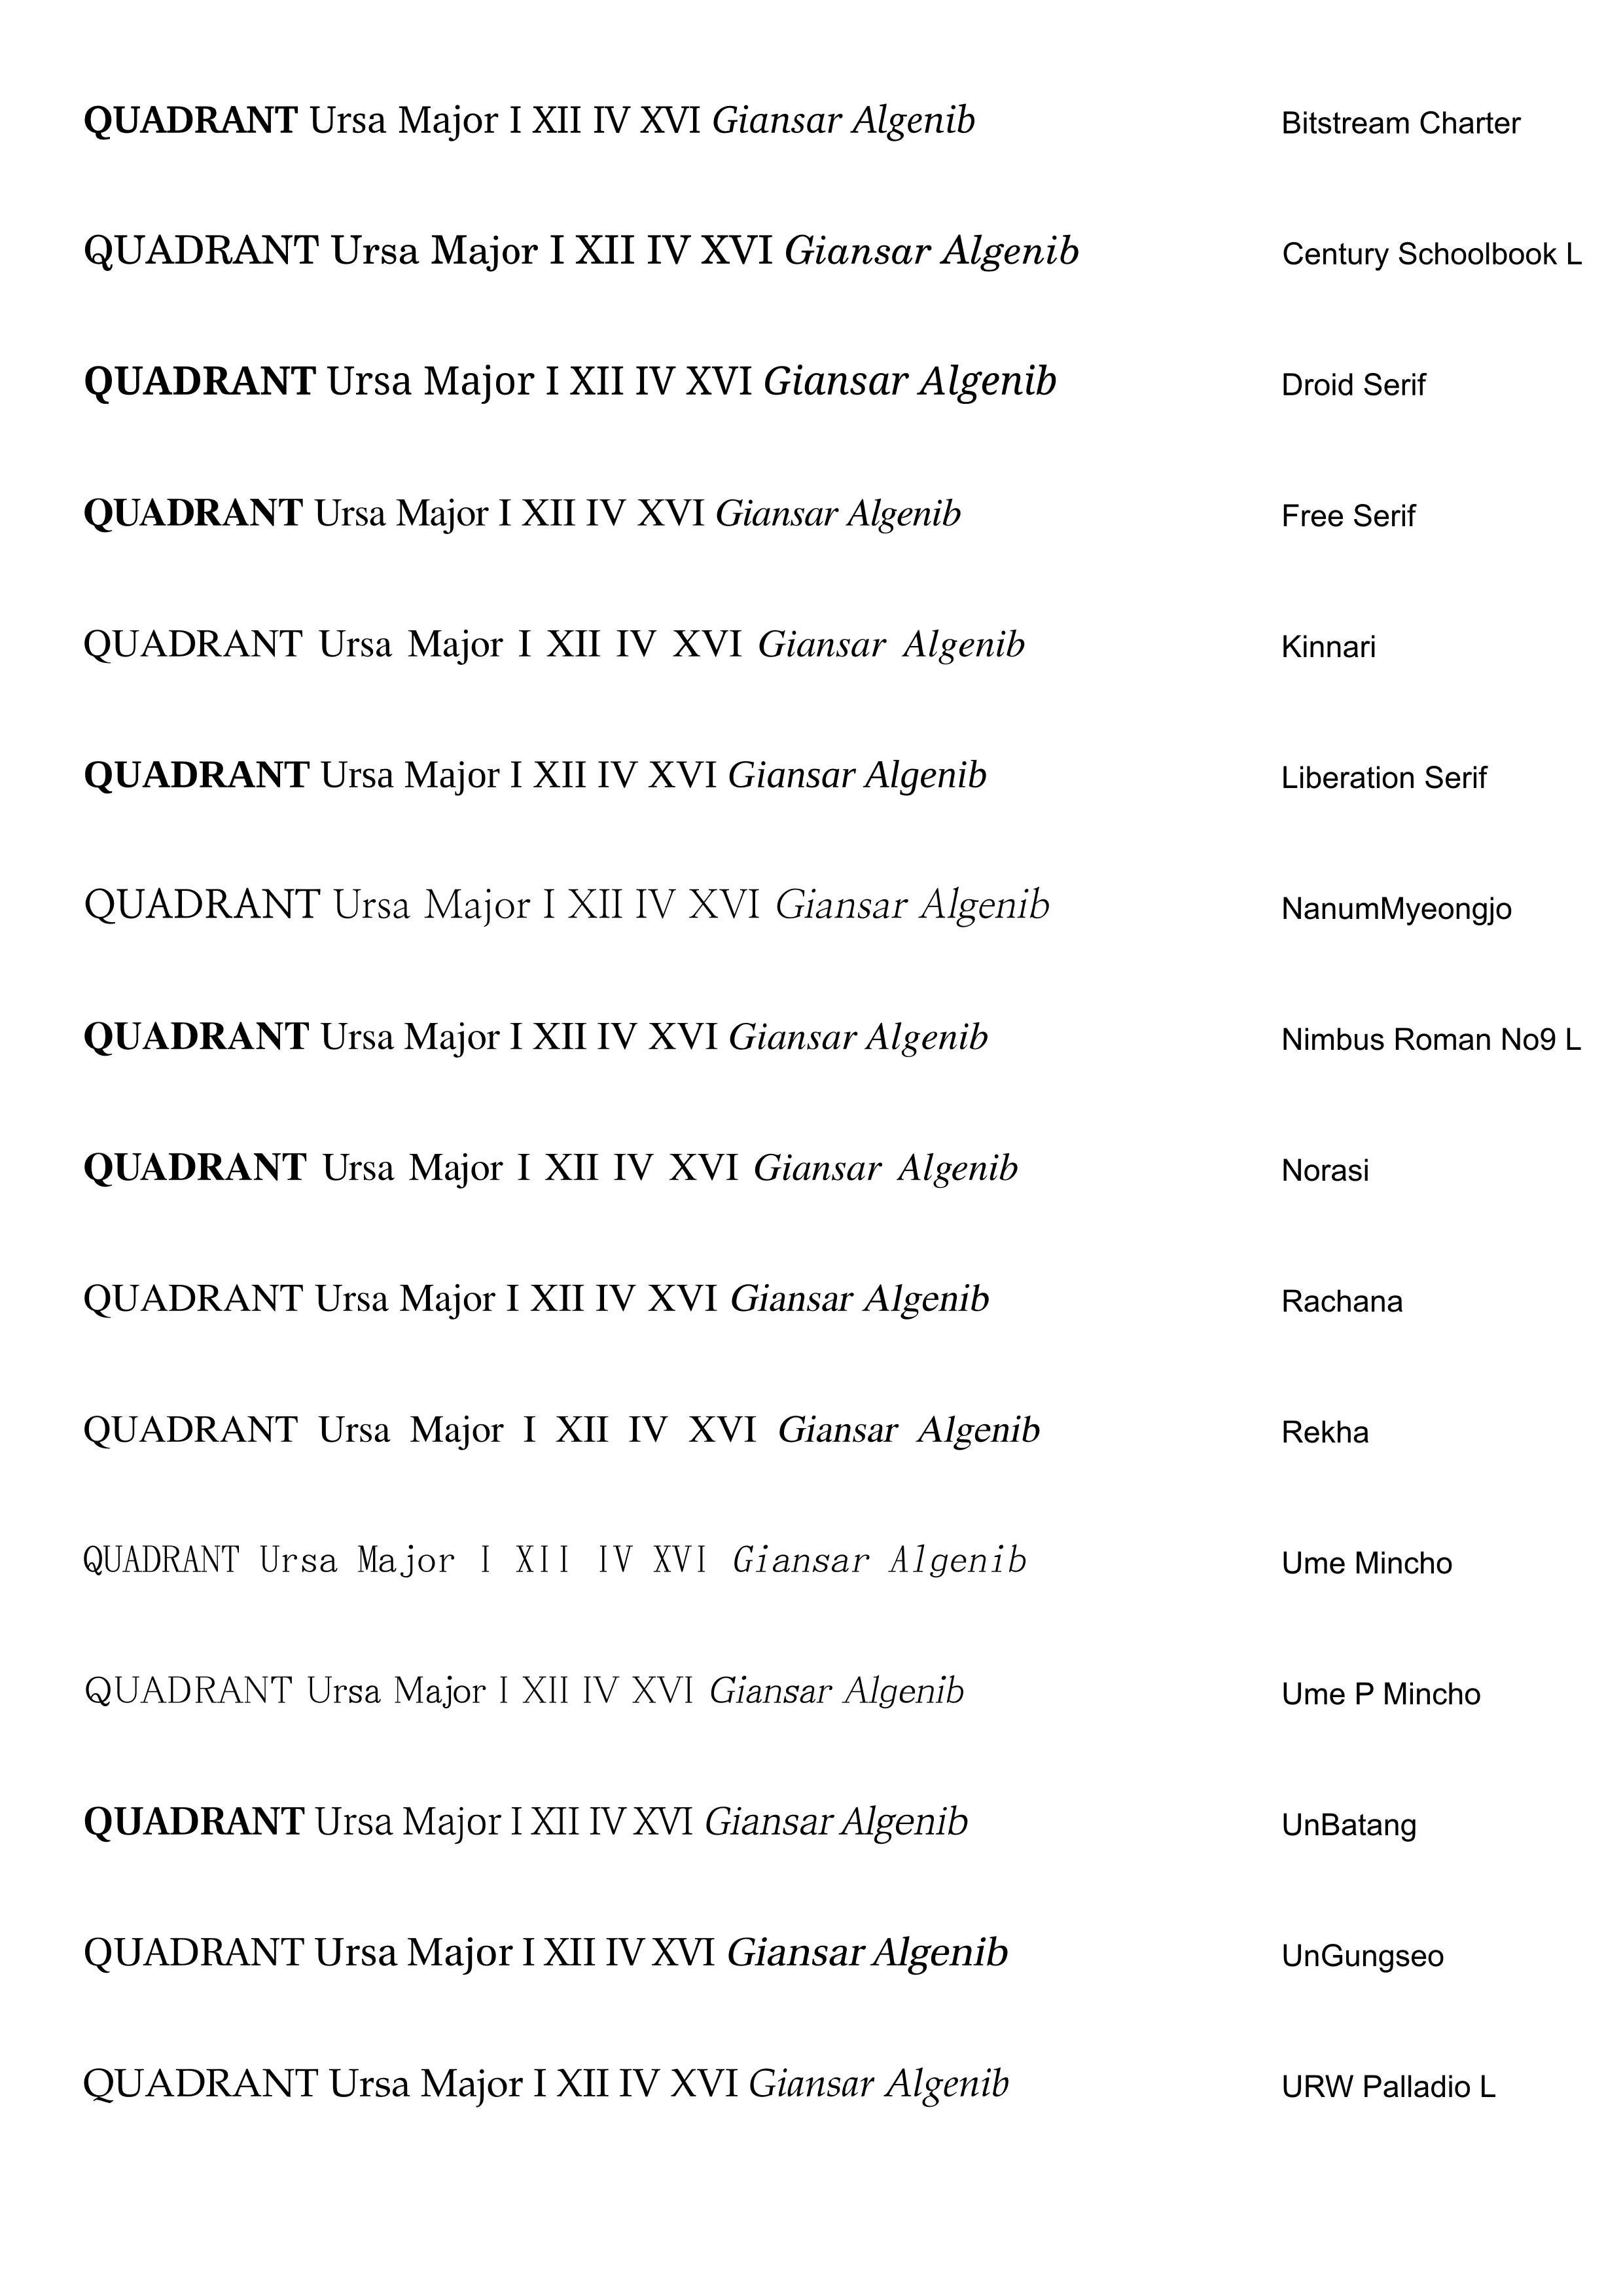 QUADRANT Ursa Major I XII IV XVI Giansar Algenib Bitstream Charter
QUADRANT Ursa Major I XII IV XVI Giansar Algenib Century Schoolbook L
QUADRANT Ursa Major I XII IV XVI Giansar Algenib Droid Serif
QUADRANT Ursa Major I XII IV XVI Giansar Algenib Free Serif
QUADRANT Ursa Major I XII IV XVI Giansar Algenib Kinnari
QUADRANT Ursa Major I XII IV XVI Giansar Algenib Liberation Serif
QUADRANT Ursa Major I XII IV XVI Giansar Algenib NanumMyeongjo
QUADRANT Ursa Major I XII IV XVI Giansar Algenib Nimbus Roman No9 L
QUADRANT Ursa Major I XII IV XVI Giansar Algenib Norasi
QUADRANT Ursa Major I XII IV XVI Giansar Algenib Rachana
QUADRANT Ursa Major I XII IV XVI Giansar Algenib Rekha
QUADRANT Ursa Major I XII IV XVI Giansar Algenib Ume Mincho
QUADRANT Ursa Major I XII IV XVI Giansar Algenib Ume P Mincho
QUADRANT Ursa Major I XII IV XVI Giansar Algenib UnBatang
QUADRANT Ursa Major I XII IV XVI Giansar Algenib UnGungseo
QUADRANT Ursa Major I XII IV XVI Giansar Algenib URW Palladio L